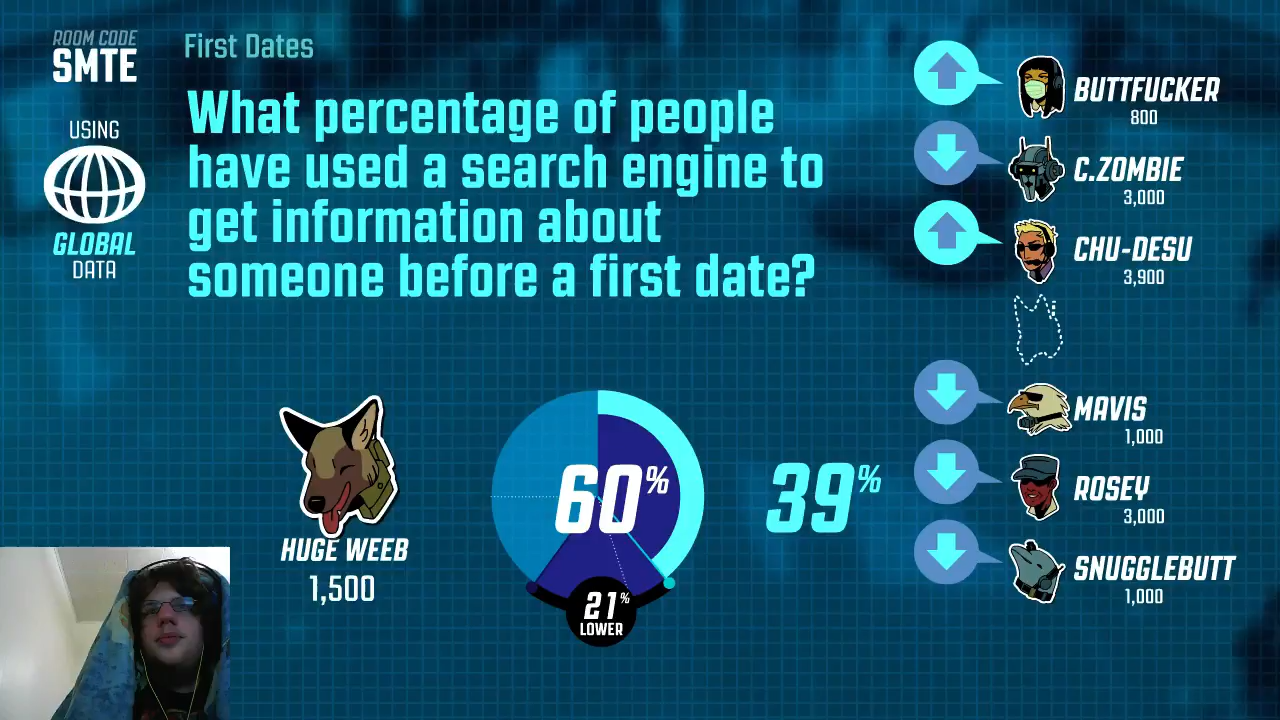 ROOM CODE
SMTE
USING
GLOBAL
DATA
First Dates
What percentage of people
have used a search engine to
get information about
someone before a first date?
HUGE WEEB
1,500
60%
21%
LOWER
39%
BUTTFUCKER
800
C.ZOMBIE
3,000
CHU-DESU
3,900
MAVIS
1,000
ROSEY
3,000
SNUGGLEBUTT
1,000